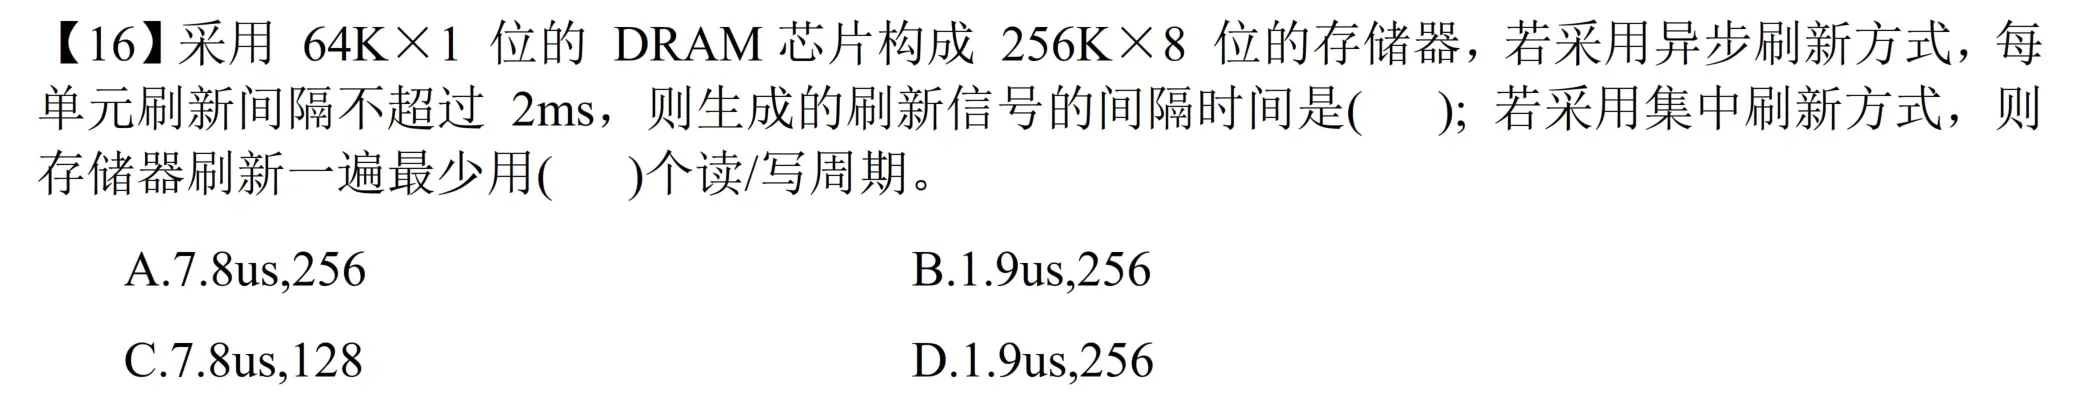 【16】采用 64K×1 位的 DRAM 芯片构成 256K×8 位的存储器，若采用异步刷新方式，每
单元刷新间隔不超过 2ms，则生成的刷新信号的间隔时间是( ); 若采用集中刷新方式，则
存储器刷新一遍最少用( )个读/写周期。
A.7.8us,256 B.1.9us,256
C.7.8us,128 D.1.9us,256